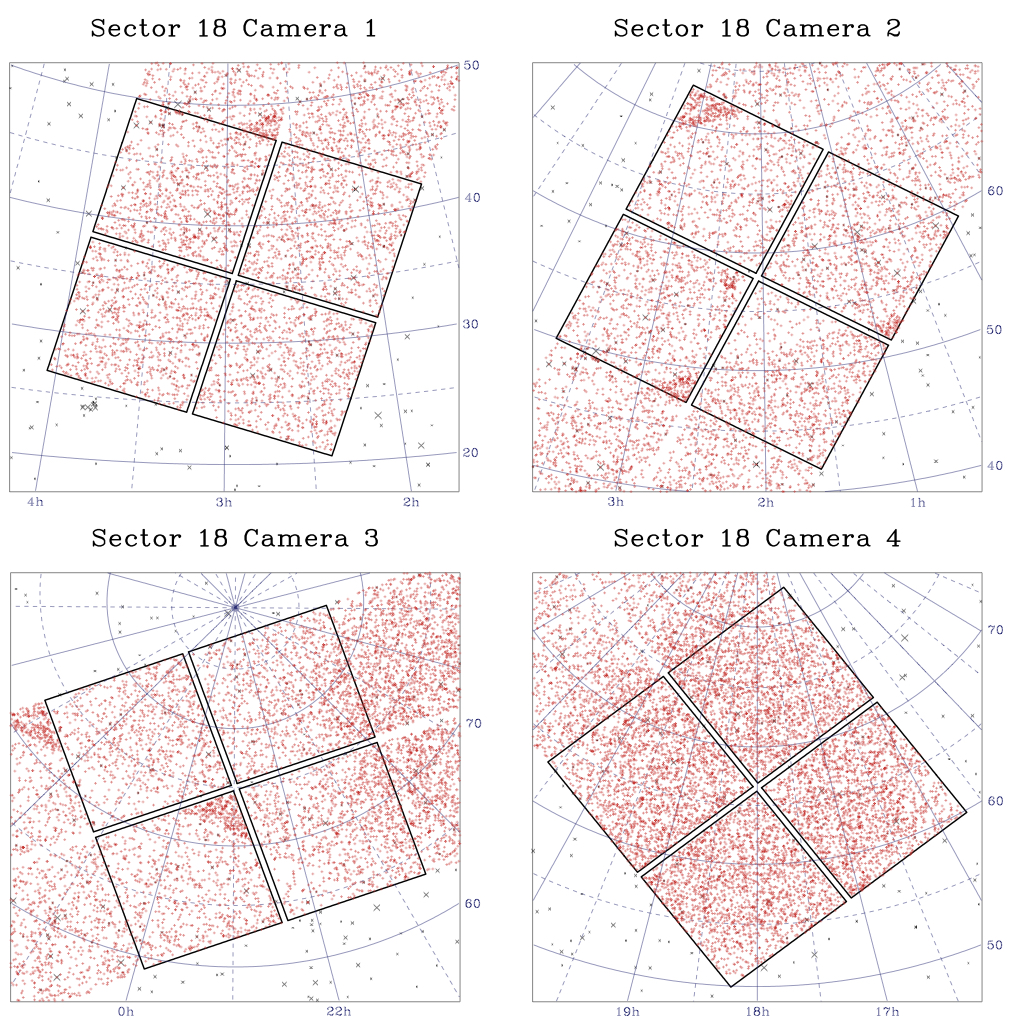 Sector 18 Camera 1
Sector 18 Camera 2
50
40
30
20
4h 3h 2h
60
50
40
3h 2h 1h
Sector 18 Camera 3
Sector 18 Camera 4
70
60
0h 22h
70
60
50
19h 18h 17h